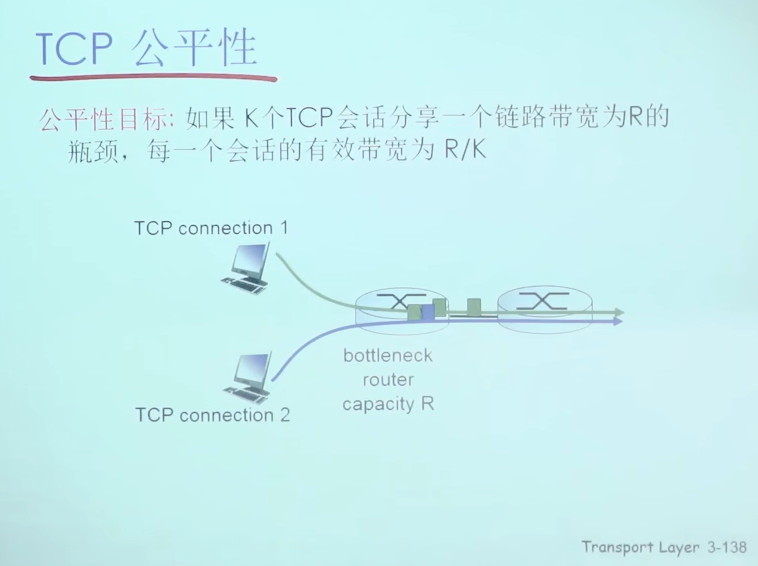 TCP 公平性
公平性目标: 如果 K个TCP会话分享一个链路带宽为R的
瓶颈，每一个会话的有效带宽为 R/K
TCP connection 1
bottleneck
router
capacity R
TCP connection 2
Transport Layer 3-138